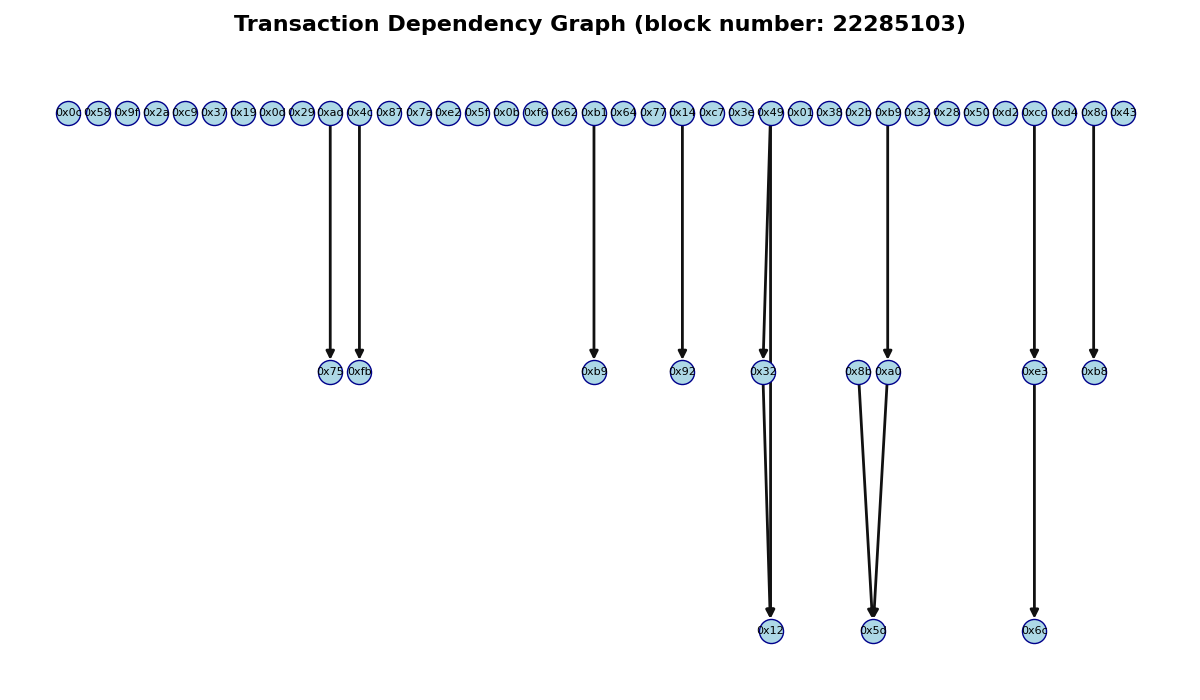 Transaction Dependency Graph (block number: 22285103)
0x0c 0x58 0x9f 0x2a 0xc9 0x37 0x19 0x0d 0x29 0xad 0x4c 0x87 0x7a 0xe2 0x5f 0x0b 0xf6 0x62 0xb1 0x64 0x77 0x14 0xc7 0x3e 0x49 0x01 0x38 0x2b 0xb9 0x32 0x28 0x50 0xd2 0xcc 0xd4 0x8c 0x43
0x75 0xfb 0xb9 0x92 0x32 0x8b 0xa0 0xe3 0xb8
0x12 0x5d 0x6c